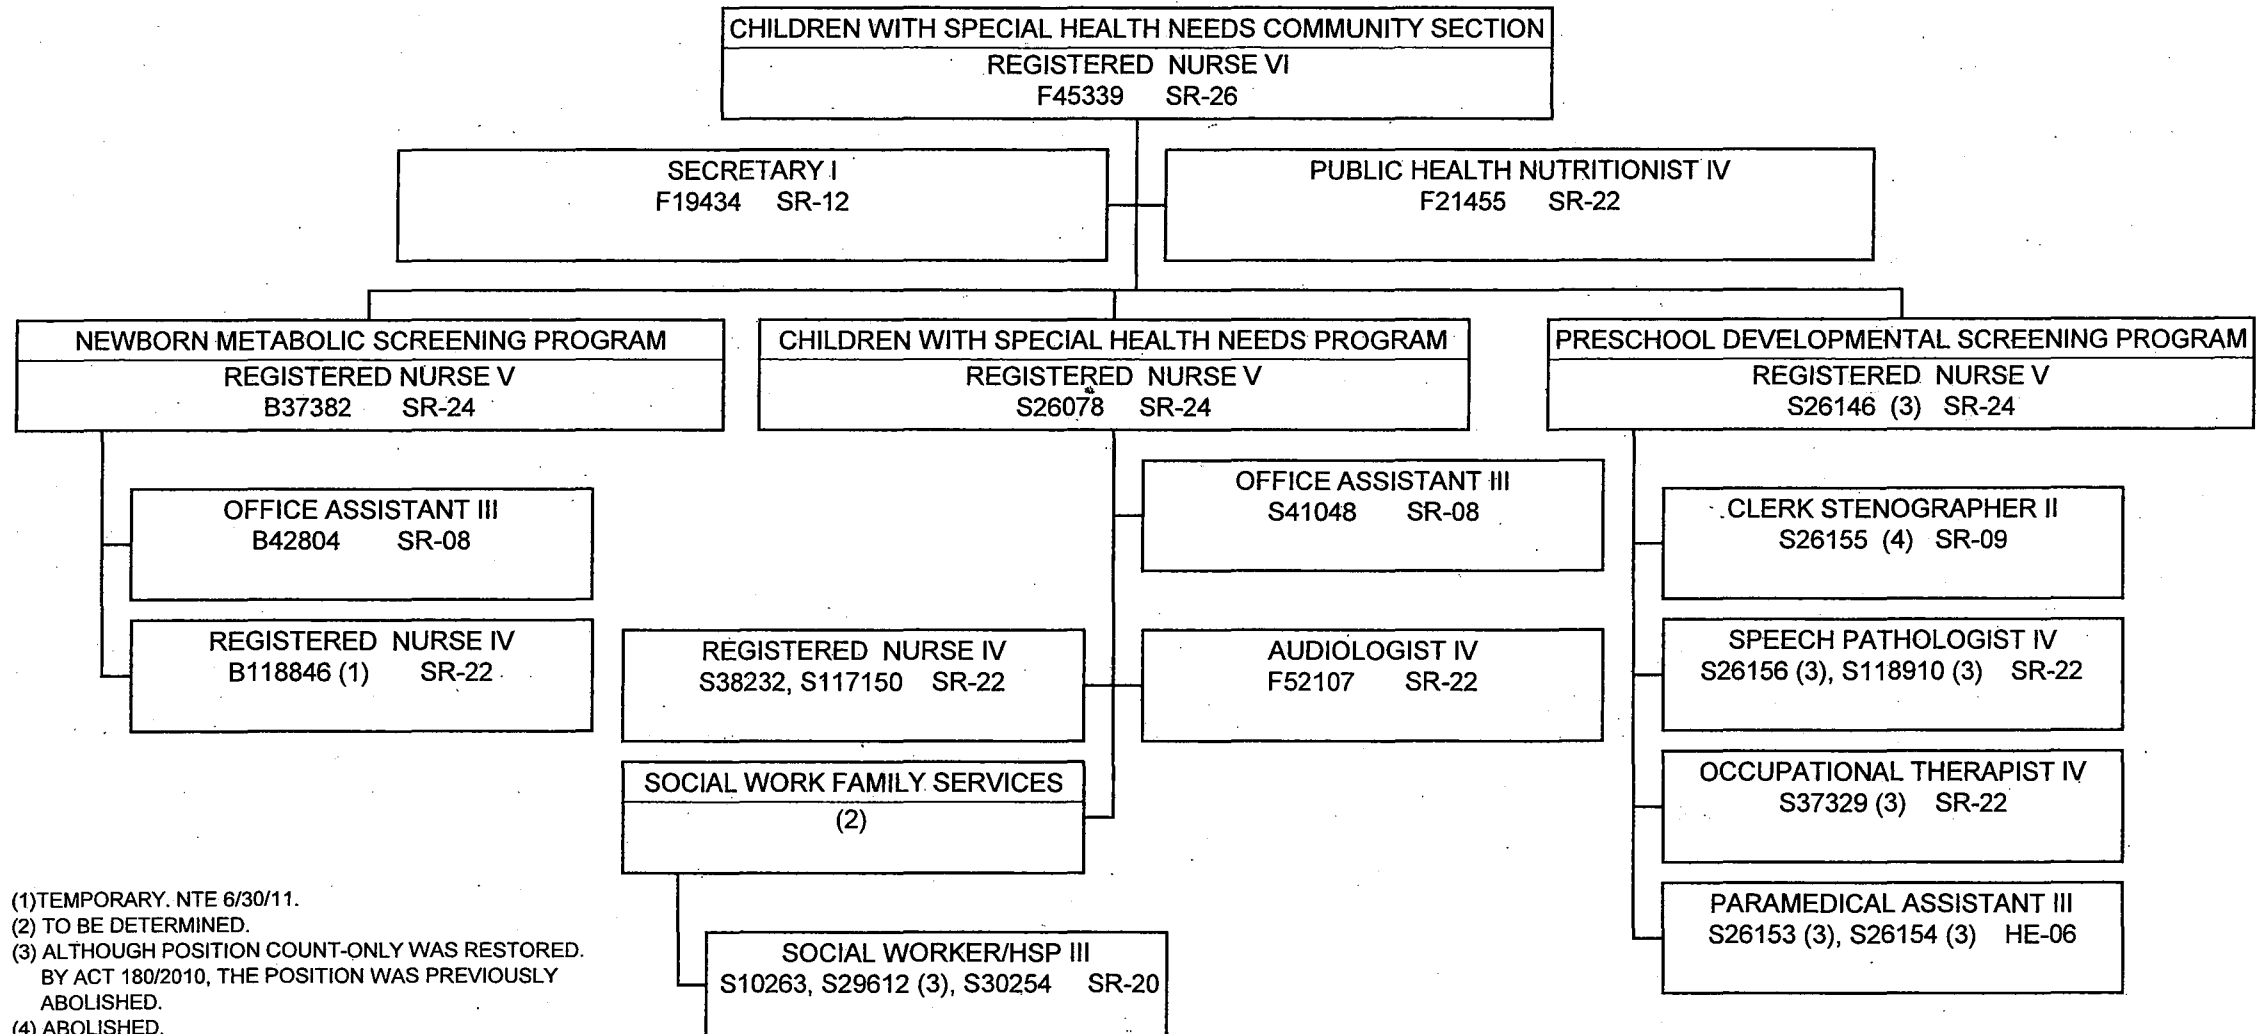 CHILDREN WITH SPECIAL HEALTH NEEDS COMMUNITY SECTION
REGISTERED NURSE VI
F45339 SR-26
SECRETARY I
F19434 SR-12
PUBLIC HEALTH NUTRITIONIST IV
F21455 SR-22
NEWBORN METABOLIC SCREENING PROGRAM
REGISTERED NURSE V
B37382 SR-24
OFFICE ASSISTANT III
B42804 SR-08
REGISTERED NURSE IV
B118846 (1) SR-22
CHILDREN WITH SPECIAL HEALTH NEEDS PROGRAM
REGISTERED NURSE V
S26078 SR-24
OFFICE ASSISTANT III
S41048 SR-08
REGISTERED NURSE IV
S38232, S117150 SR-22
AUDIOLOGIST IV
F52107 SR-22
SOCIAL WORK FAMILY SERVICES
(2)
SOCIAL WORKER/HSP III
S10263, S29612 (3), S30254 SR-20
PRESCHOOL DEVELOPMENTAL SCREENING PROGRAM
REGISTERED NURSE V
S26146 (3) SR-24
CLERK STENOGRAPHER II
S26155 (4) SR-09
SPEECH PATHOLOGIST IV
S26156 (3), S118910 (3) SR-22
OCCUPATIONAL THERAPIST IV
S37329 (3) SR-22
PARAMEDICAL ASSISTANT III
S26153 (3), S26154 (3) HE-06
(1)TEMPORARY. NTE 6/30/11.
(2) TO BE DETERMINED.
(3) ALTHOUGH POSITION COUNT-ONLY WAS RESTORED.
BY ACT 180/2010, THE POSITION WAS PREVIOUSLY
ABOLISHED.
(4) ABOLISHED.